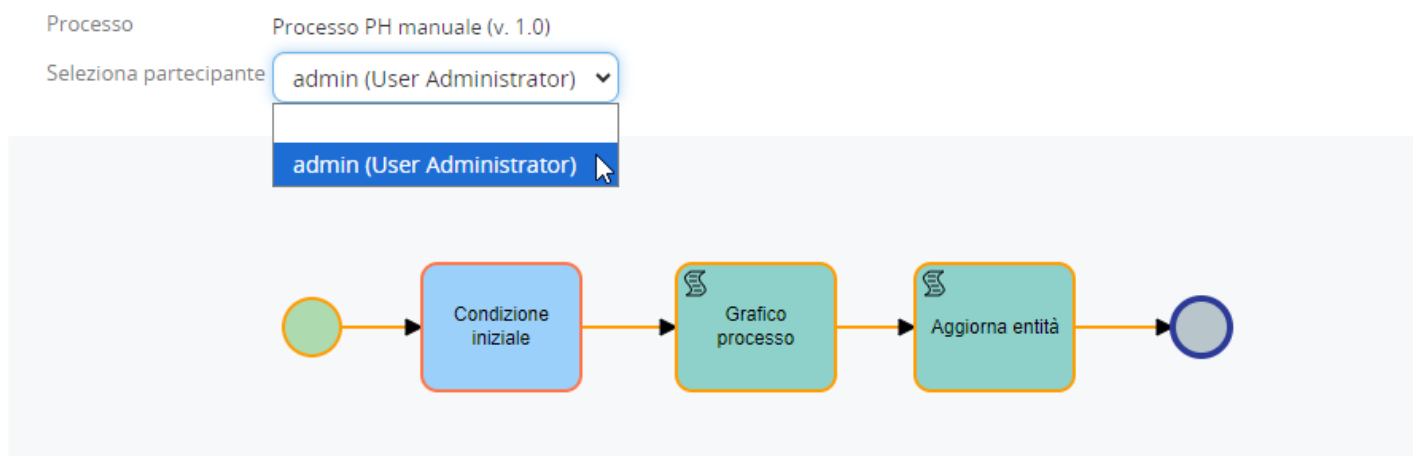 Processo
Processo PH manuale (v. 1.0)
Seleziona partecipante
admin (User Administrator)
admin (User Administrator)
Condizione
iniziale
Grafico
processo
Aggiorna entità